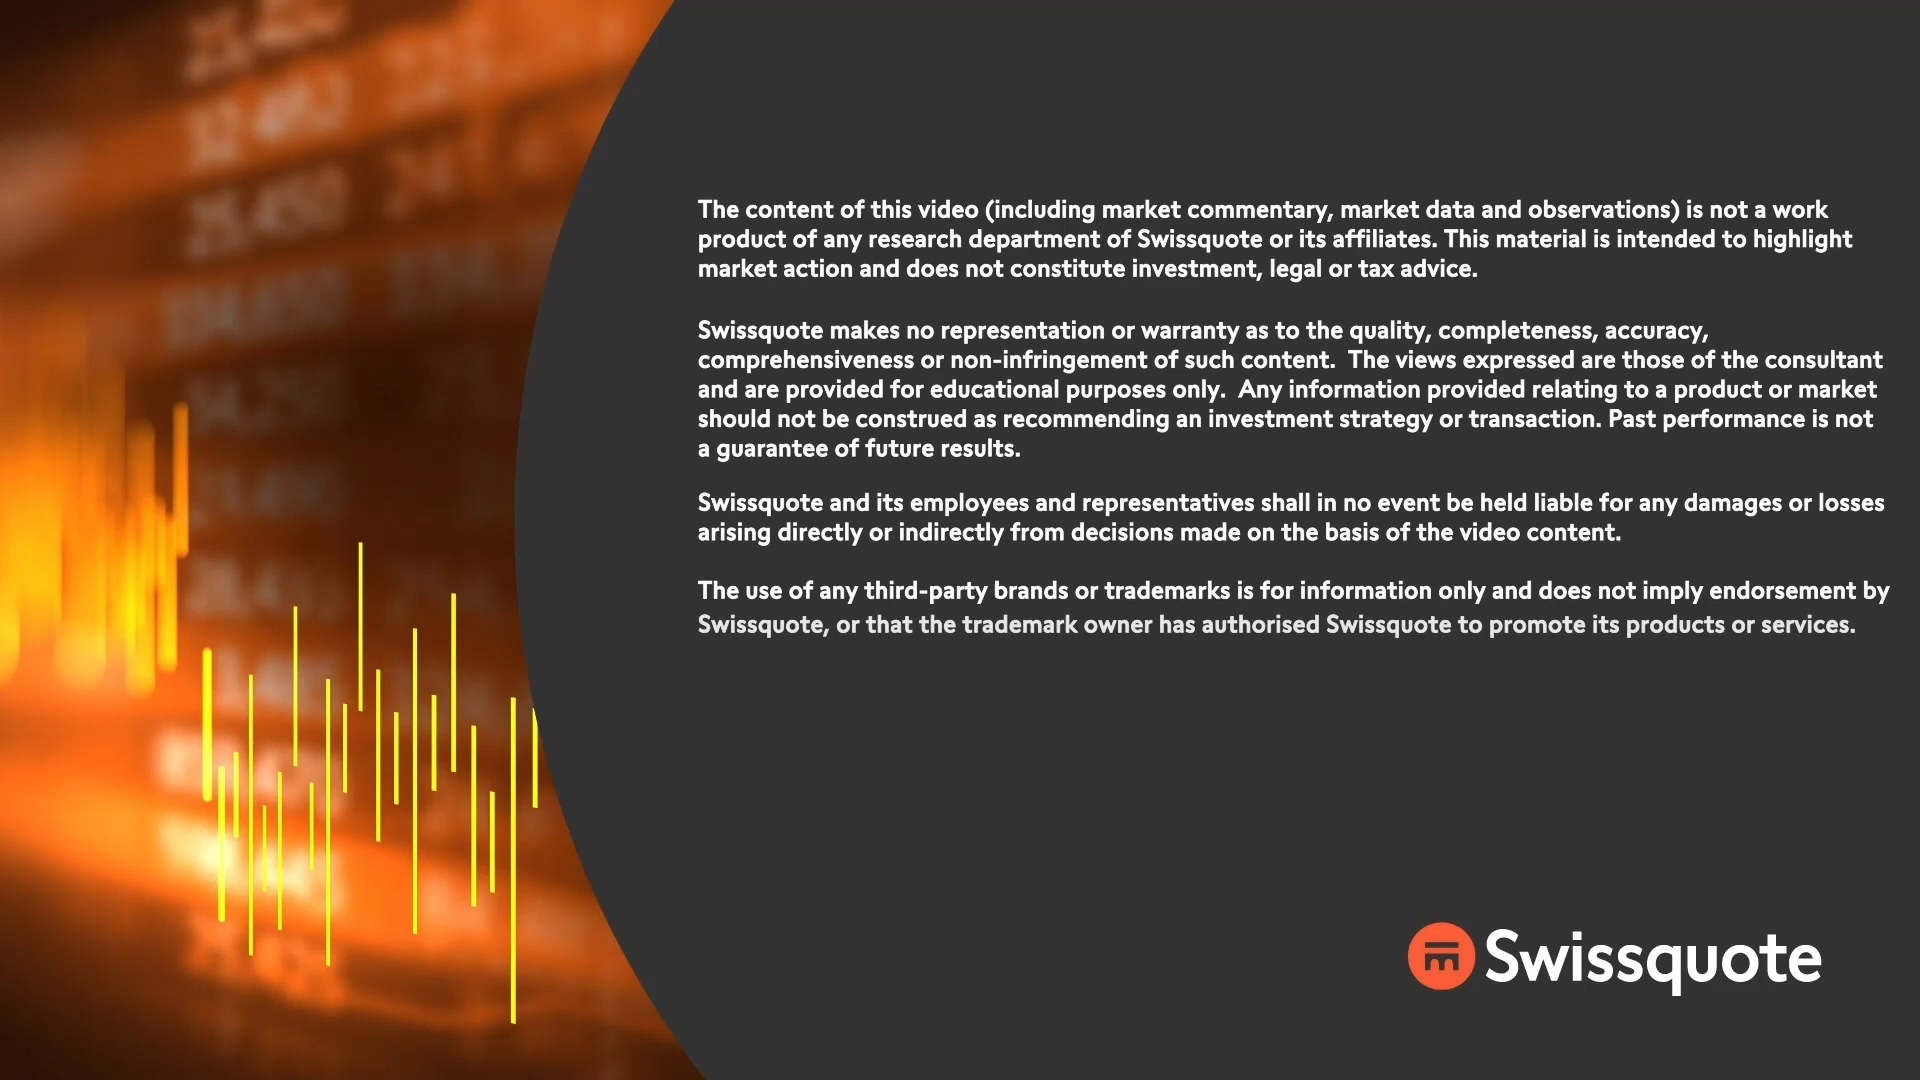 The content of this video (including market commentary, market data and observations) is not a work
product of any research department of Swissquote or its affiliates. This material is intended to highlight
market action and does not constitute investment, legal or tax advice.
Swissquote makes no representation or warranty as to the quality, completeness, accuracy,
comprehensiveness or non-infringement of such content.  The views expressed are those of the consultant
and are provided for educational purposes only.  Any information provided relating to a product or market
should not be construed as recommending an investment strategy or transaction. Past performance is not
a guarantee of future results.
Swissquote and its employees and representatives shall in no event be held liable for any damages or losses
arising directly or indirectly from decisions made on the basis of the video content.
The use of any third-party brands or trademarks is for information only and does not imply endorsement by
Swissquote, or that the trademark owner has authorised Swissquote to promote its products or services.
Swissquote